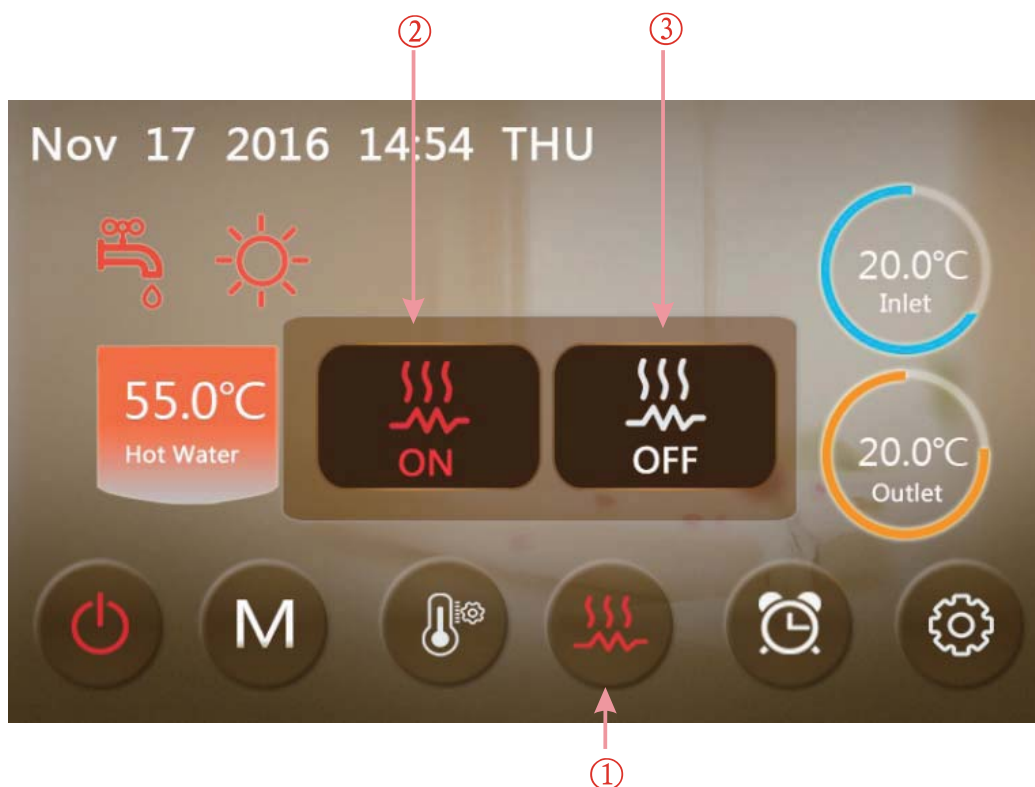 ② ③
Nov 17 2016 14:54 THU
20.0°C
Inlet
55.0°C
Hot Water
ON
OFF
20.0°C
Outlet
M
①